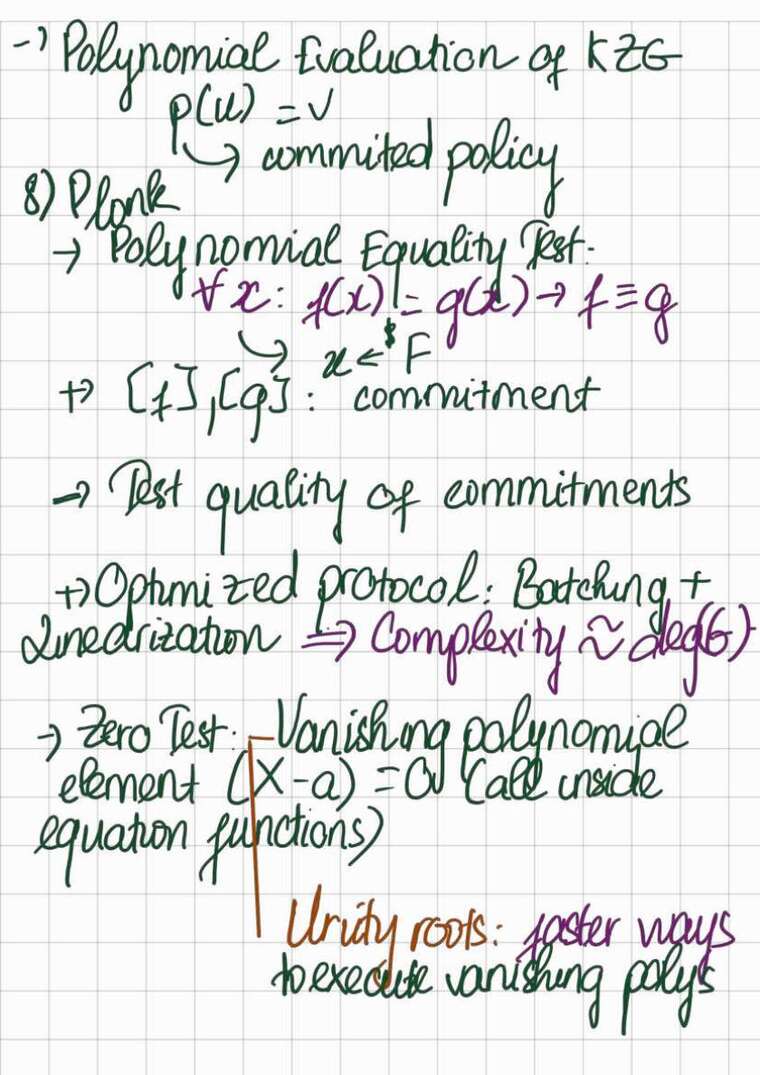 → Polynomial Evaluation of KZG
p(u) = v
↳ commited policy
8) Plonk
→ Polynomial Equality Test:
∀x: f(x) = g(x) → f ≡ g
↳ x ←$ F
+> [f], [g]: commitment
→ Test quality of commitments
+> Optimized protocol: Batching +
Linearization => Complexity ≈ deg(G)
→ Zero Test: Vanishing polynomial
element (X-a) = 0 (all inside
equation functions)
Unity roots: faster ways
to execute vanishing polys